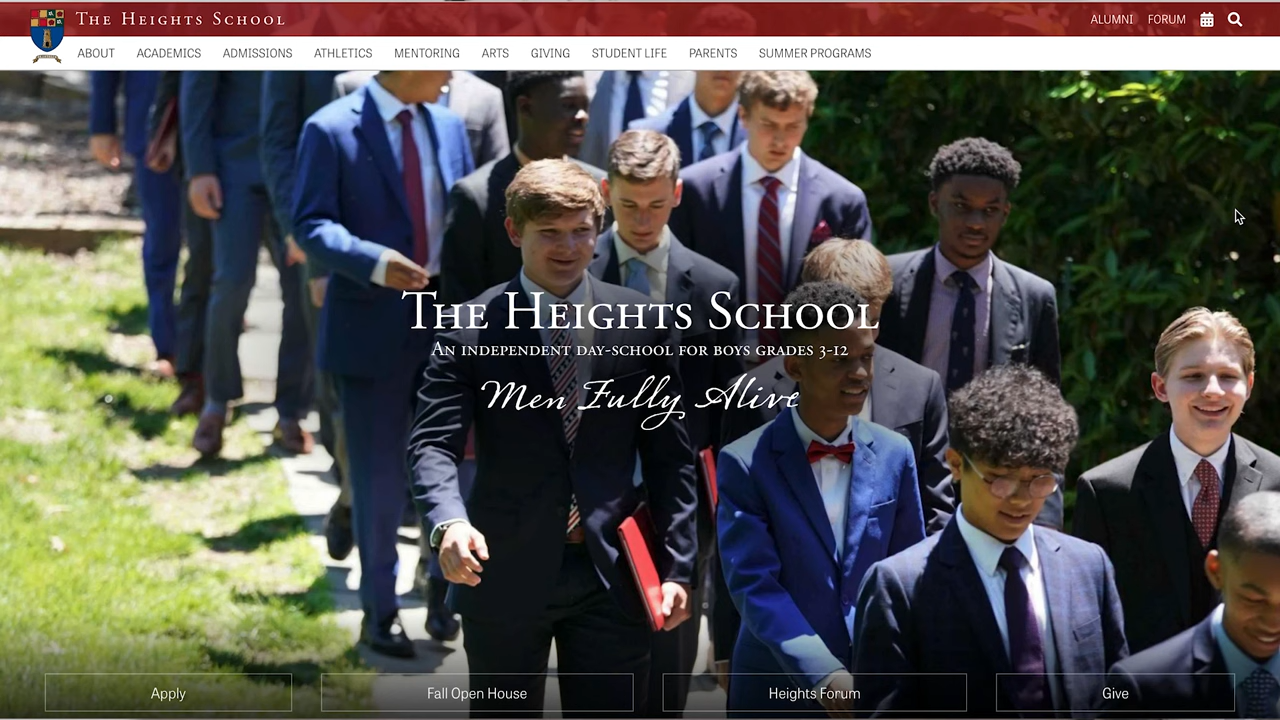 The Heights School
ALUMNI FORUM
ABOUT ACADEMICS ADMISSIONS ATHLETICS MENTORING ARTS GIVING STUDENT LIFE PARENTS SUMMER PROGRAMS
The Heights School
An independent day-school for boys grades 3-12
Men Fully Alive
Apply Fall Open House Heights Forum Give